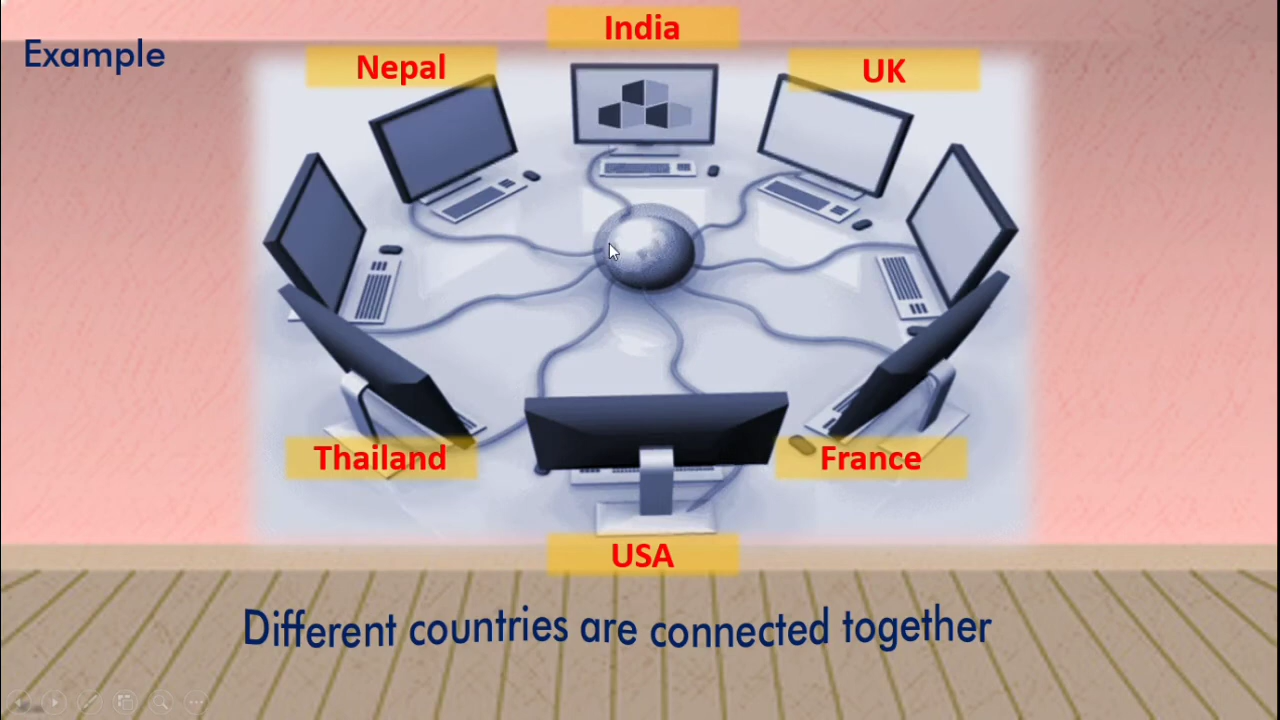 Example
India
Nepal
UK
Thailand
France
USA
Different countries are connected together